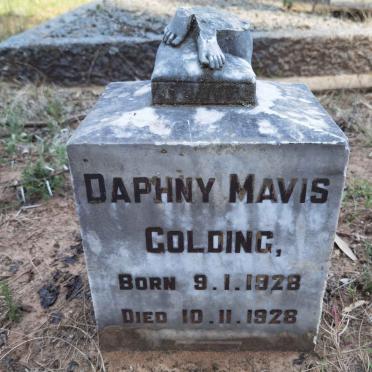 DAPHNY MAVIS
GOLDING,
BORN 9.1.1928
DIED 10.11.1928